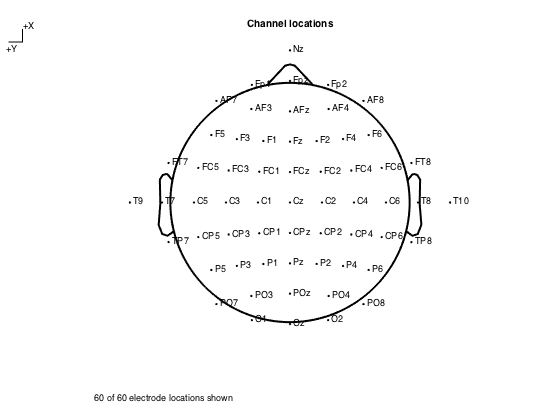 Channel locations
+X
+Y
Nz
Fp1 Fpz Fp2
AF7 AF3 AFz AF4 AF8
F5 F3 F1 Fz F2 F4 F6
FT7 FC5 FC3 FC1 FCz FC2 FC4 FC6 FT8
T9 T7 C5 C3 C1 Cz C2 C4 C6 T8 T10
TP7 CP5 CP3 CP1 CPz CP2 CP4 CP6 TP8
P5 P3 P1 Pz P2 P4 P6
PO7 PO3 POz PO4 PO8
O1 Oz O2
60 of 60 electrode locations shown